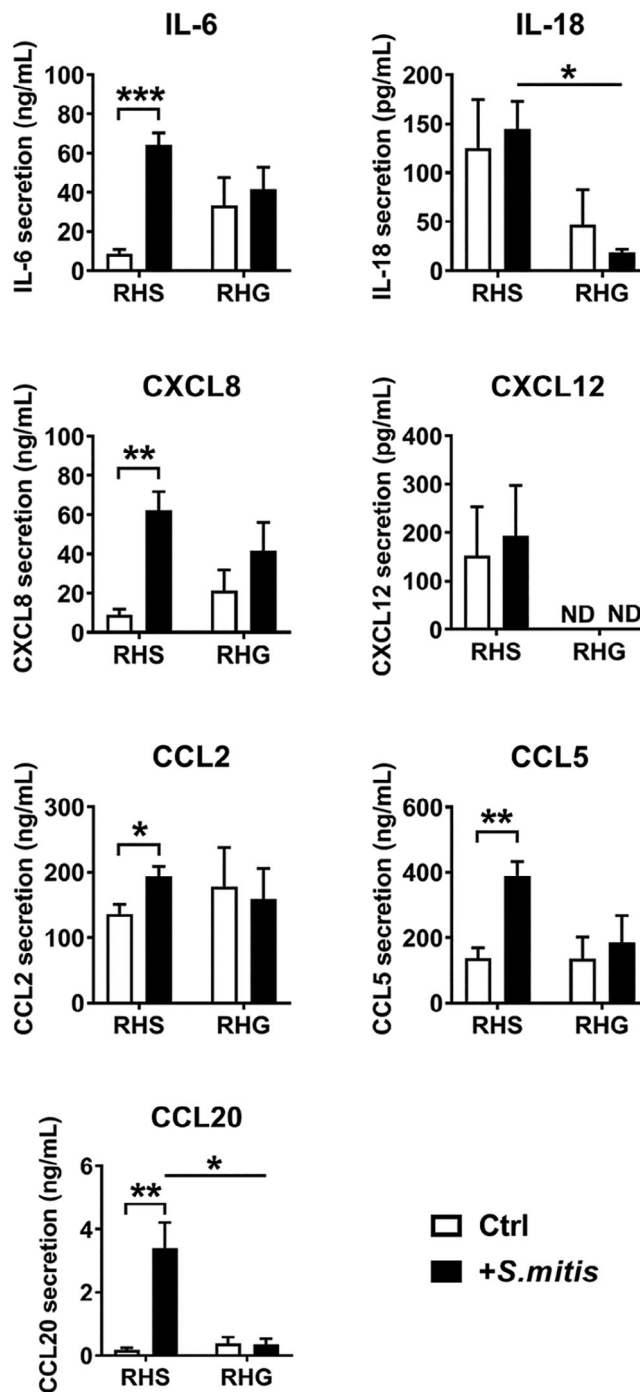 IL-6
IL-6 secretion (ng/mL)
100
80
60
40
20
0
***
RHS RHG
IL-18
IL-18 secretion (pg/mL)
200
150
100
50
0
*
RHS RHG
CXCL8
CXCL8 secretion (ng/mL)
100
80
60
40
20
0
**
RHS RHG
CXCL12
CXCL12 secretion (pg/mL)
400
300
200
100
0
ND ND
RHS RHG
CCL2
CCL2 secretion (ng/mL)
300
200
100
0
*
RHS RHG
CCL5
CCL5 secretion (ng/mL)
600
400
200
0
**
RHS RHG
CCL20
CCL20 secretion (ng/mL)
6
4
2
0
**
*
RHS RHG
Ctrl
+S.mitis